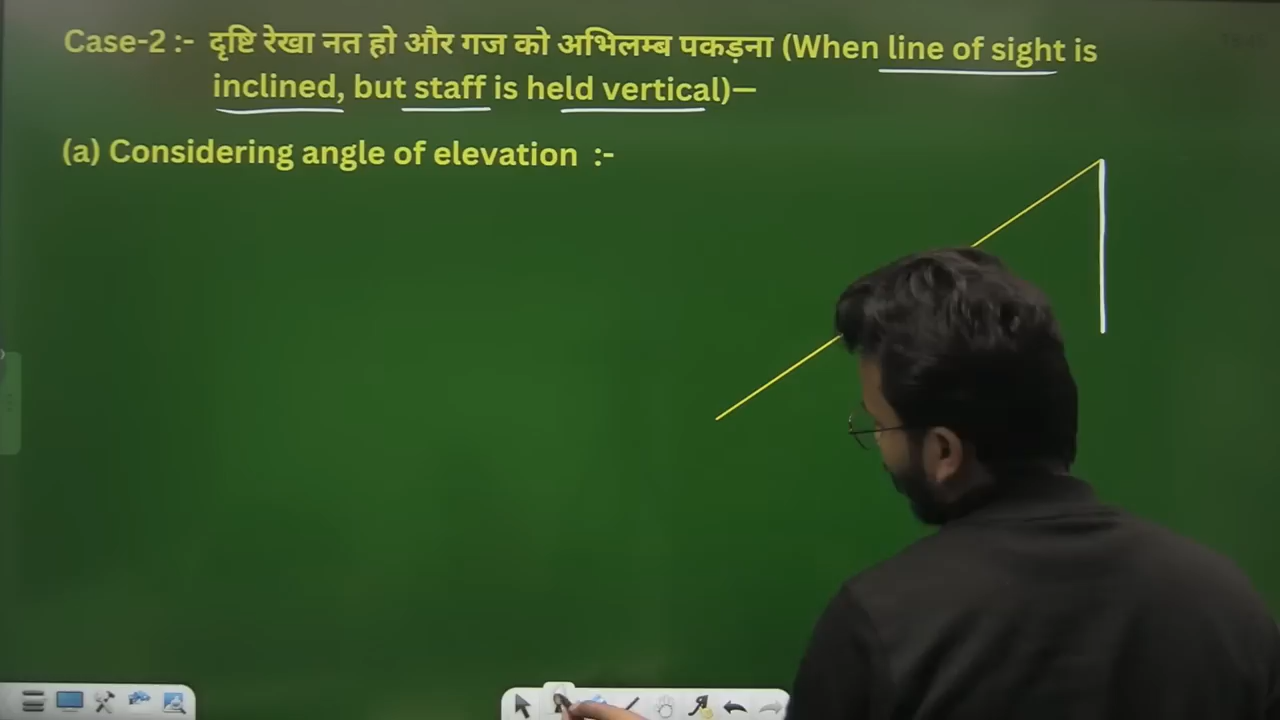 Case-2 :- दृष्टि रेखा नत हो और गज को अभिलम्ब पकड़ना (When line of sight is
inclined, but staff is held vertical)—
(a) Considering angle of elevation :-